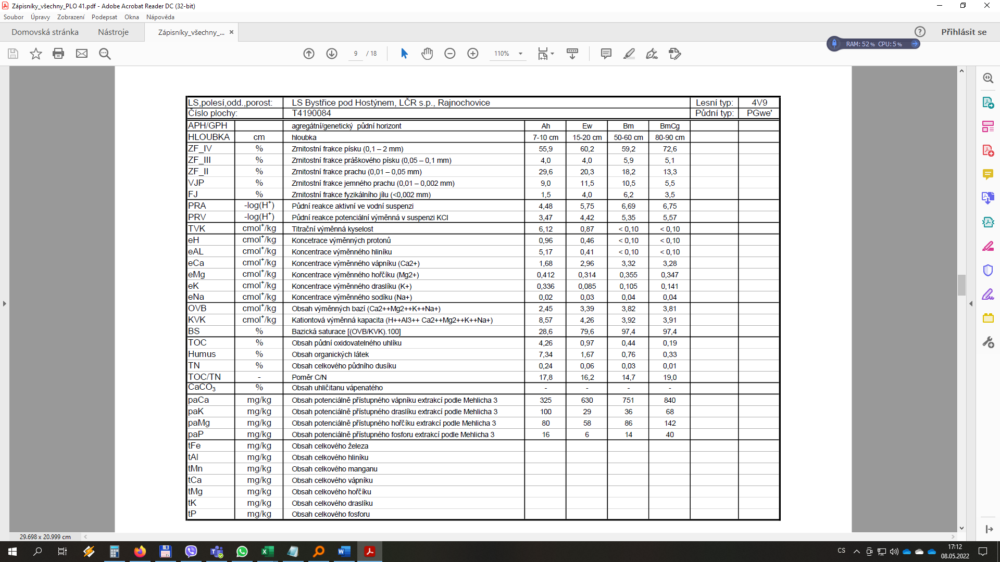 Zápisníky_všechny_PLO 41.pdf - Adobe Acrobat Reader DC (32-bit)
Soubor Úpravy Zobrazení Podepsat Okna Nápověda
Domovská stránka Nástroje Zápisníky_všechny_... × Přihlásit se
RAM: 52 % CPU: 5 %
9 / 18 110%
LS,polesí,odd.,porost: LS Bystřice pod Hostýnem, LČR s.p., Rajnochovice Lesní typ: 4V9
Číslo plochy: T4190084 Půdní typ: PGwe'
APH/GPH agregátní/genetický půdní horizont Ah Ew Bm BmCg
HLOUBKA cm hloubka 7-10 cm 15-20 cm 50-60 cm 80-90 cm
ZF_IV % Zrnitostní frakce písku (0,1 – 2 mm) 55,9 60,2 59,2 72,6
ZF_III % Zrnitostní frakce práškového písku (0,05 – 0,1 mm) 4,0 4,0 5,9 5,1
ZF_II % Zrnitostní frakce prachu (0,01 – 0,05 mm) 29,6 20,3 18,2 13,3
VJP % Zrnitostní frakce jemného prachu (0,01 – 0,002 mm) 9,0 11,5 10,5 5,5
FJ % Zrnitostní frakce fyzikálního jílu (<0,002 mm) 1,5 4,0 6,2 3,5
PRA -log(H⁺) Půdní reakce aktivní ve vodní suspenzi 4,48 5,75 6,69 6,75
PRV -log(H⁺) Půdní reakce potenciální výměnná v suspenzi KCl 3,47 4,42 5,35 5,57
TVK cmol⁺/kg Titrační výměnná kyselost 6,12 0,87 < 0,10 < 0,10
eH cmol⁺/kg Koncetrace výměnných protonů 0,96 0,46 < 0,10 < 0,10
eAL cmol⁺/kg Koncentrace výměnného hliníku 5,17 0,41 < 0,10 < 0,10
eCa cmol⁺/kg Koncentrace výměnného vápníku (Ca2+) 1,68 2,96 3,32 3,28
eMg cmol⁺/kg Koncentrace výměnného hořčíku (Mg2+) 0,412 0,314 0,355 0,347
eK cmol⁺/kg Koncentrace výměnného draslíku (K+) 0,336 0,085 0,105 0,141
eNa cmol⁺/kg Koncentrace výměnného sodíku (Na+) 0,02 0,03 0,04 0,04
OVB cmol⁺/kg Obsah výměnných bazí (Ca2++Mg2++K++Na+) 2,45 3,39 3,82 3,81
KVK cmol⁺/kg Kationtová výměnná kapacita (H++Al3++ Ca2++Mg2++K++Na+) 8,57 4,26 3,92 3,91
BS % Bazická saturace [(OVB/KVK).100] 28,6 79,6 97,4 97,4
TOC % Obsah půdní oxidovatelného uhlíku 4,26 0,97 0,44 0,19
Humus % Obsah organických látek 7,34 1,67 0,76 0,33
TN % Obsah celkového půdního dusíku 0,24 0,06 0,03 0,01
TOC/TN - Poměr C/N 17,8 16,2 14,7 19,0
CaCO₃ % Obsah uhličitanu vápenatého - - - -
paCa mg/kg Obsah potenciálně přístupného vápníku extrakcí podle Mehlicha 3 325 630 751 840
paK mg/kg Obsah potenciálně přístupného draslíku extrakcí podle Mehlicha 3 100 29 36 68
paMg mg/kg Obsah potenciálně přístupného hořčíku extrakcí podle Mehlicha 3 80 58 86 142
paP mg/kg Obsah potenciálně přístupného fosforu extrakcí podle Mehlicha 3 16 6 14 40
tFe mg/kg Obsah celkového železa
tAl mg/kg Obsah celkového hliníku
tMn mg/kg Obsah celkového manganu
tCa mg/kg Obsah celkového vápníku
tMg mg/kg Obsah celkového hořčíku
tK mg/kg Obsah celkového draslíku
tP mg/kg Obsah celkového fosforu
29.698 x 20.999 cm
CS 17:12
08.05.2022